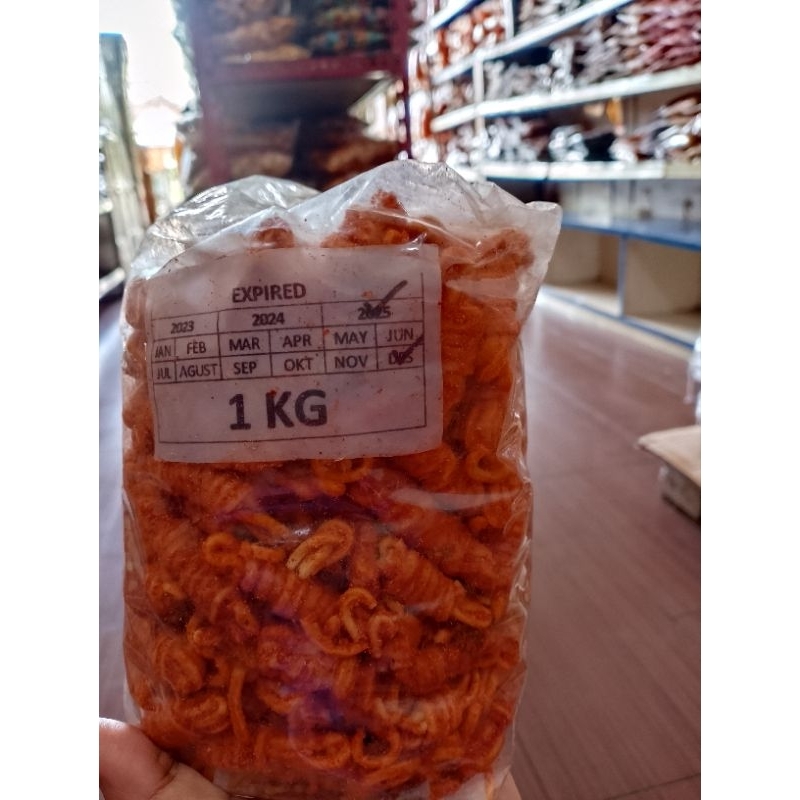 EXPIRED
2023 2024 2025
JAN FEB MAR APR MAY JUN
JUL AGUST SEP OKT NOV DES
1 KG